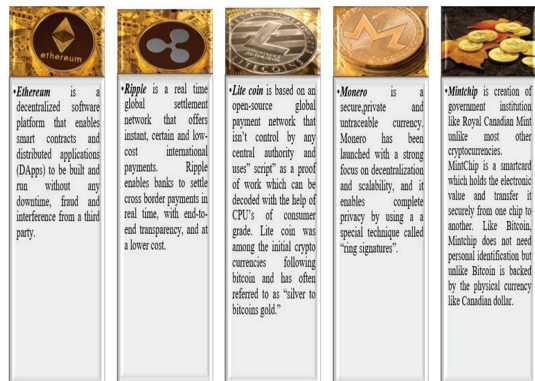 ethereum
•Ethereum is a
decentralized software
platform that enables
smart contracts and
distributed applications
(DApps) to be built and
run without any
downtime, fraud and
interference from a third
party.
•Ripple is a real time
global settlement
network that offers
instant, certain and low-
cost international
payments. Ripple
enables banks to settle
cross border payments in
real time, with end-to-
end transparency, and at
a lower cost.
•Lite coin is based on an
open-source global
payment network that
isn't control by any
central authority and
uses" script" as a proof
of work which can be
decoded with the help of
CPU's of consumer
grade. Lite coin was
among the initial crypto
currencies following
bitcoin and has often
referred to as "silver to
bitcoins gold."
•Monero is a
secure,private and
untraceable currency.
Monero has been
launched with a strong
focus on decentralization
and scalability, and it
enables complete
privacy by using a a
special technique called
"ring signatures".
•Mintchip is creation of
government institution
like Royal Canadian Mint
unlike most other
cryptocurrencies.
MintChip is a smartcard
which holds the electronic
value and transfer it
securely from one chip to
another. Like Bitcoin,
Mintchip does not need
personal identification but
unlike Bitcoin is backed
by the physical currency
like Canadian dollar.